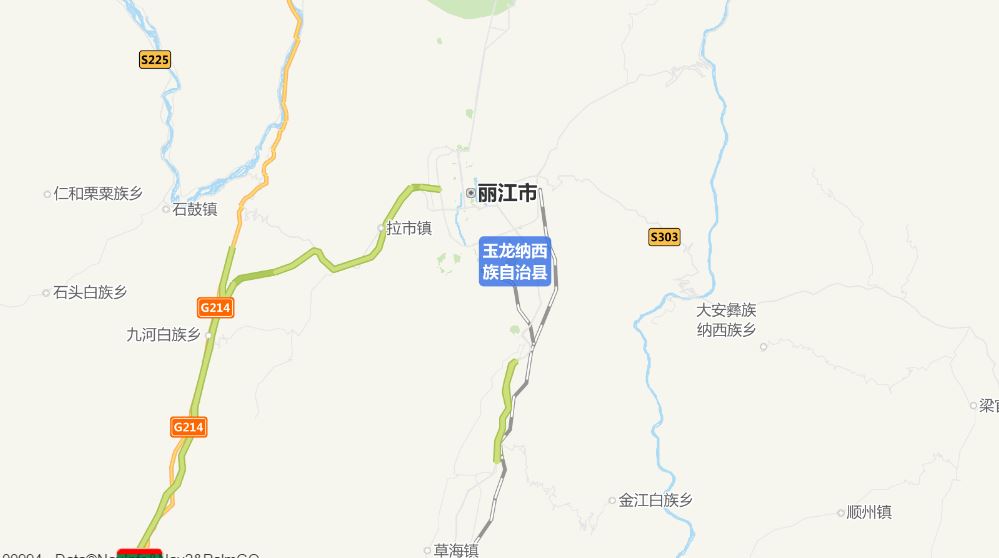 S225
仁和栗粟族乡
石鼓镇
丽江市
拉市镇
S303
玉龙纳西
族自治县
石头白族乡
G214
九河白族乡
大安彝族
纳西族乡
G214
金江白族乡
顺州镇
草海镇